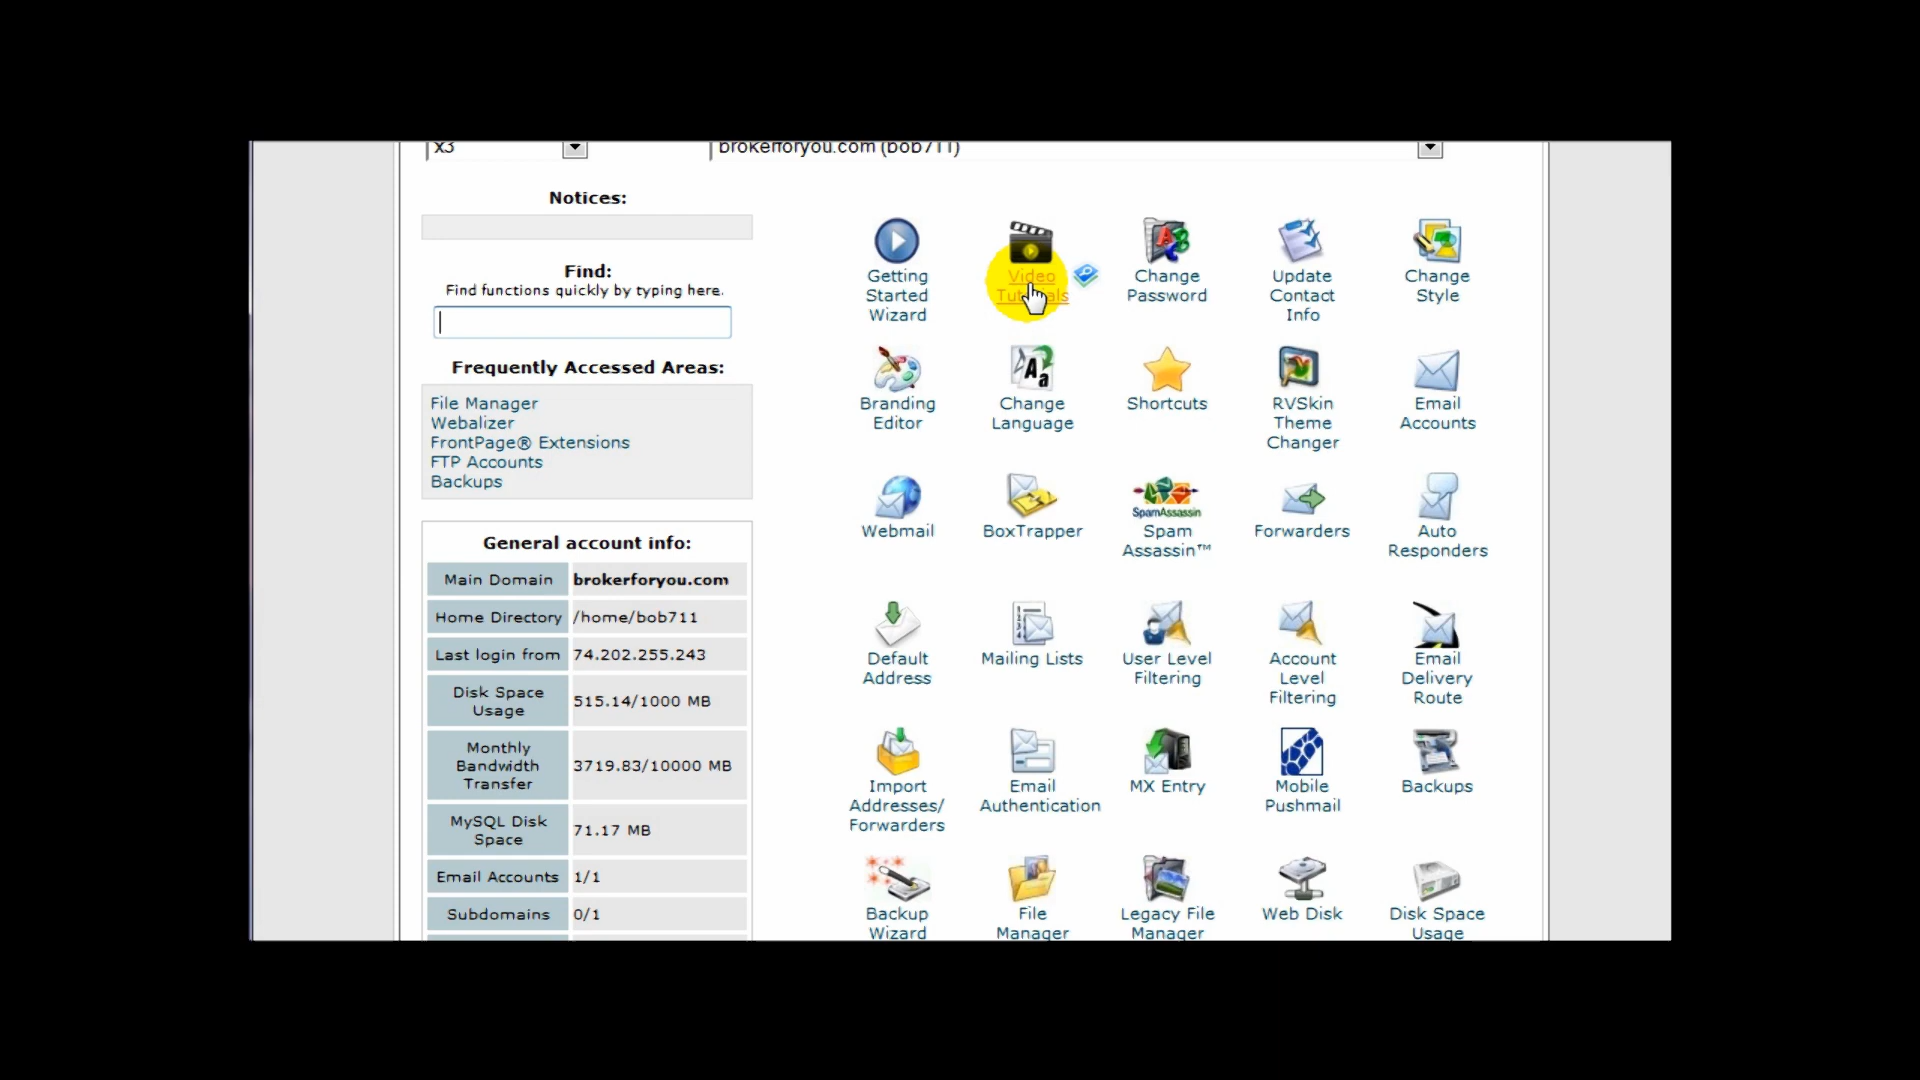 x3
brokerforyou.com (bob711)
Notices:
Find:
Find functions quickly by typing here.
Frequently Accessed Areas:
File Manager
Webalizer
FrontPage® Extensions
FTP Accounts
Backups
General account info:
Main Domain brokerforyou.com
Home Directory /home/bob711
Last login from 74.202.255.243
Disk Space
Usage
515.14/1000 MB
Monthly
Bandwidth
Transfer
3719.83/10000 MB
MySQL Disk
Space
71.17 MB
Email Accounts 1/1
Subdomains 0/1
Getting
Started
Wizard
Video
Tutorials
Change
Password
Update
Contact
Info
Change
Style
Branding
Editor
Change
Language
Shortcuts
RVSkin
Theme
Changer
Email
Accounts
Webmail
BoxTrapper
SpamAssassin
Spam
Assassin™
Forwarders
Auto
Responders
Default
Address
Mailing Lists
User Level
Filtering
Account
Level
Filtering
Email
Delivery
Route
Import
Addresses/
Forwarders
Email
Authentication
MX Entry
Mobile
Pushmail
Backups
Backup
Wizard
File
Manager
Legacy File
Manager
Web Disk
Disk Space
Usage